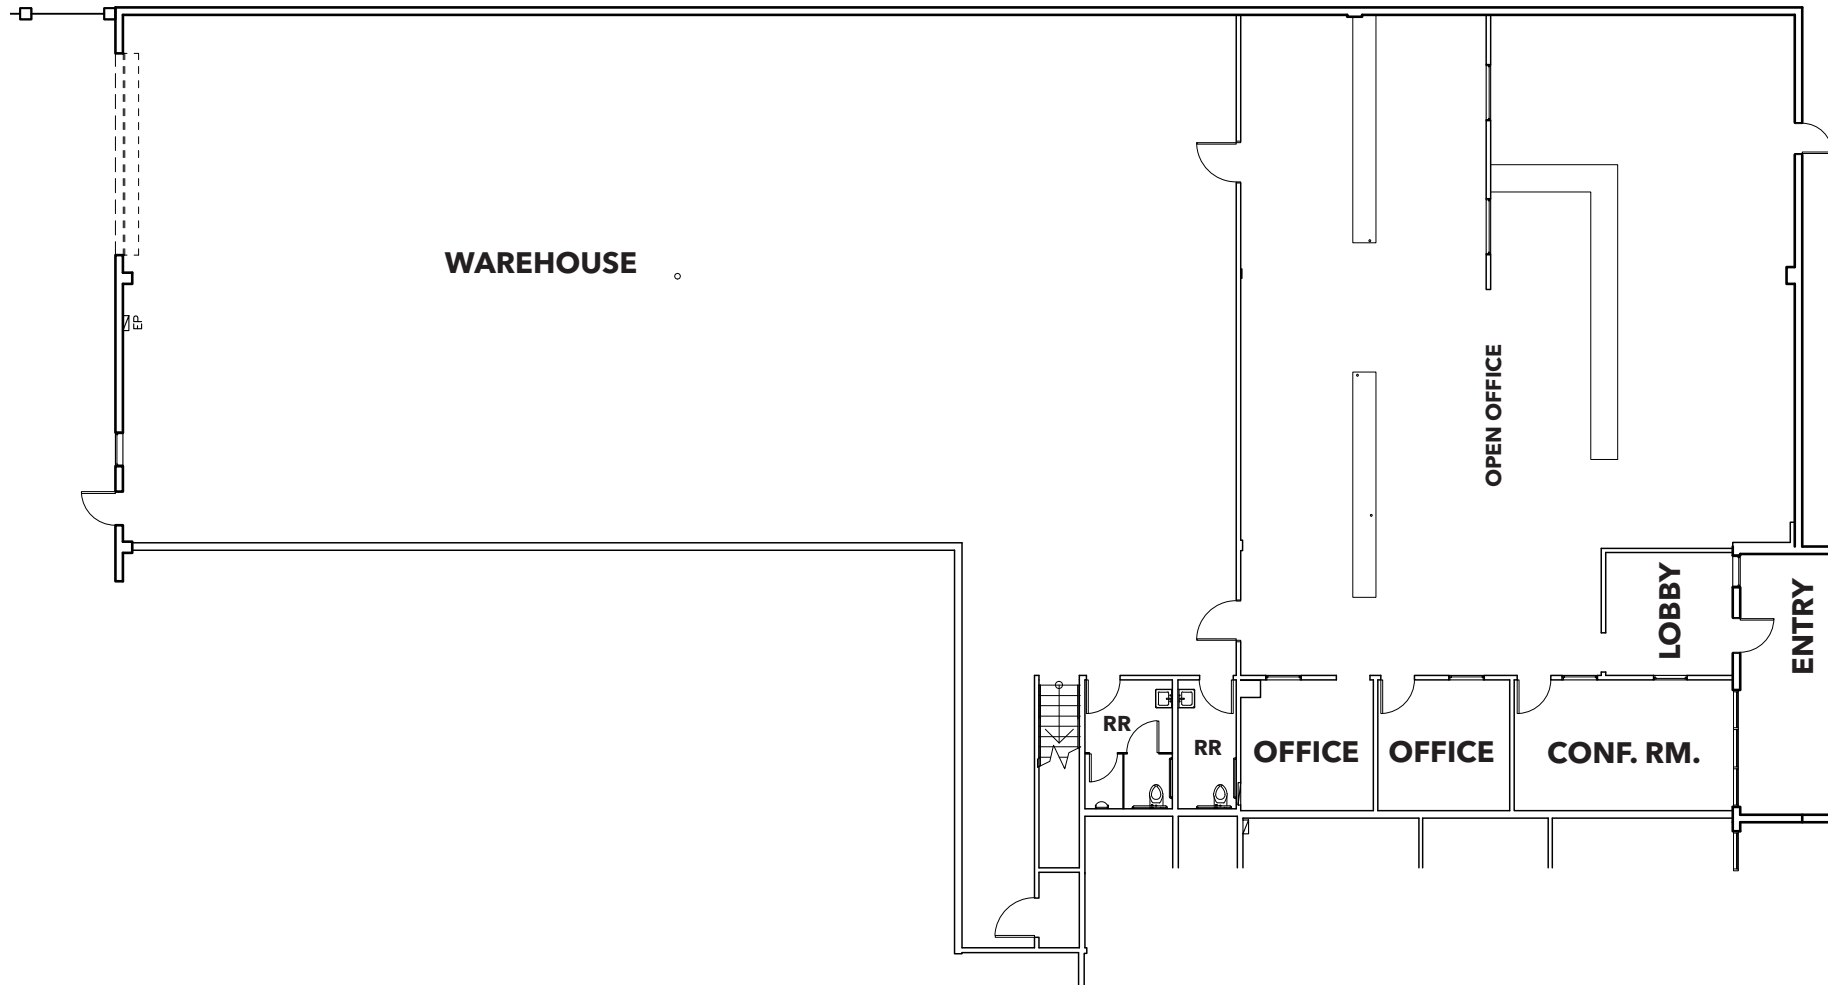 WAREHOUSE
EP
OPEN OFFICE
LOBBY
ENTRY
RR
RR
OFFICE
OFFICE
CONF. RM.